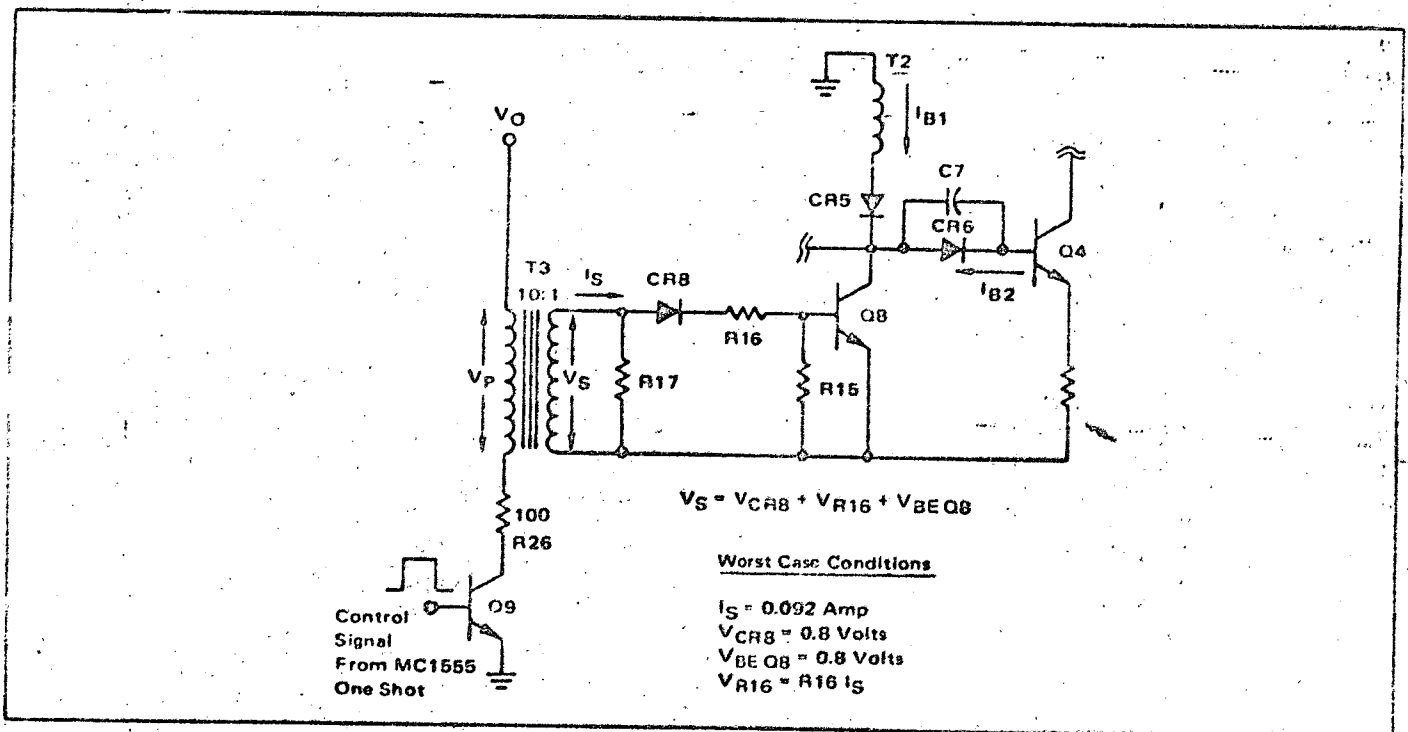 T2
IB1
VO
C7
CR5
CR6
Q4
IB2
T3
10:1
IS
CR8
R16
Q8
VP
VS
R17
R15
VS = VCR8 + VR16 + VBE Q8
100
R26
Worst Case Conditions
IS = 0.092 Amp
VCR8 = 0.8 Volts
VBE Q8 = 0.8 Volts
VR16 = R16 IS
Q9
Control
Signal
From MC1555
One Shot